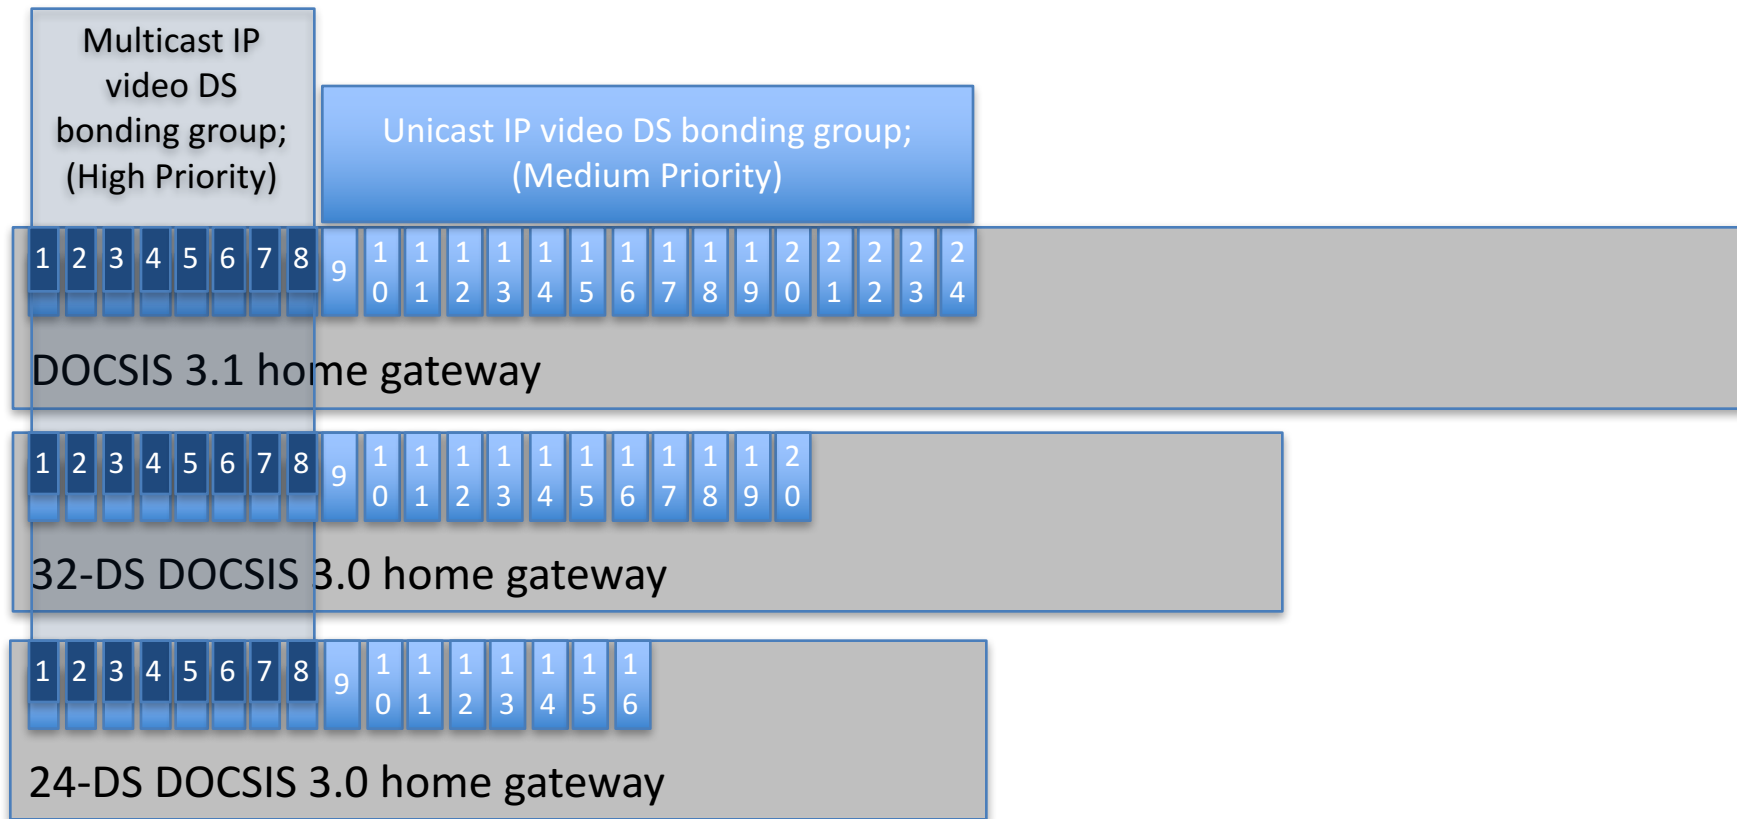 Multicast IP
video DS
bonding group;
(High Priority)
Unicast IP video DS bonding group;
(Medium Priority)
1 2 3 4 5 6 7 8 9 10 11 12 13 14 15 16 17 18 19 20 21 22 23 24
DOCSIS 3.1 home gateway
1 2 3 4 5 6 7 8 9 10 11 12 13 14 15 16 17 18 19 20
32-DS DOCSIS 3.0 home gateway
1 2 3 4 5 6 7 8 9 10 11 12 13 14 15 16
24-DS DOCSIS 3.0 home gateway